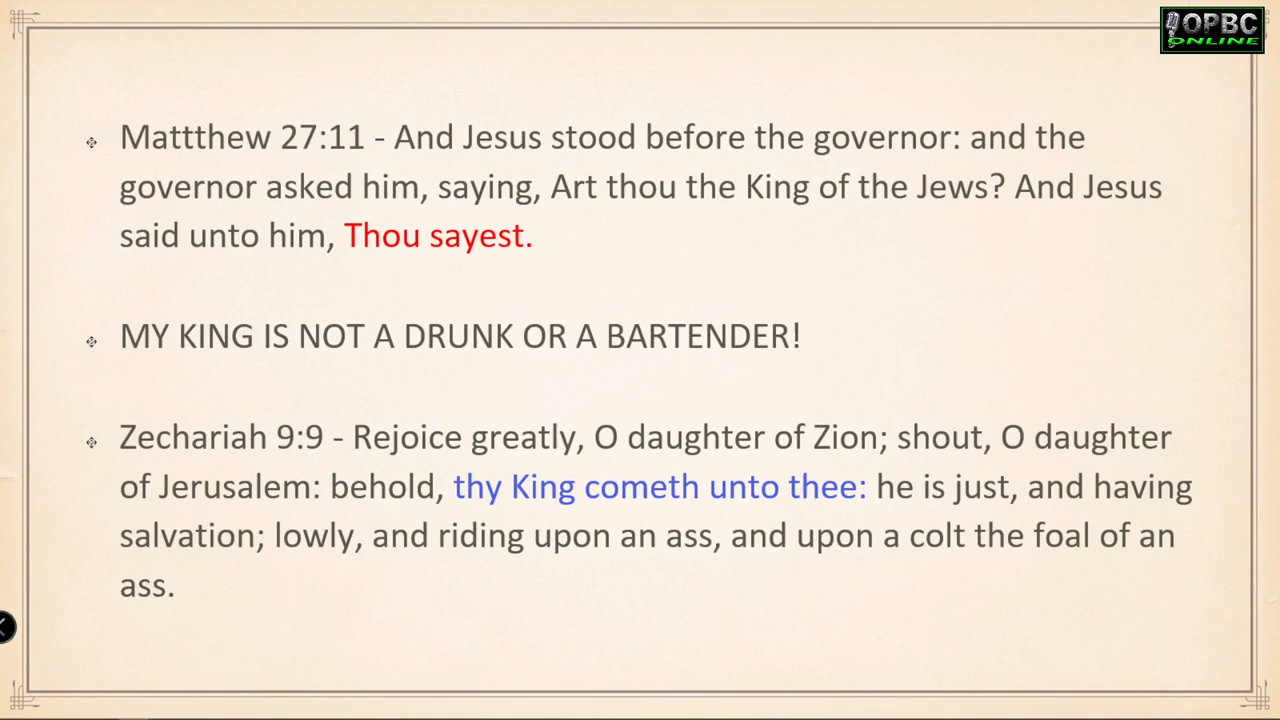 OPBC
ONLINE
Mattthew 27:11 - And Jesus stood before the governor: and the
governor asked him, saying, Art thou the King of the Jews? And Jesus
said unto him, Thou sayest.
MY KING IS NOT A DRUNK OR A BARTENDER!
Zechariah 9:9 - Rejoice greatly, O daughter of Zion; shout, O daughter
of Jerusalem: behold, thy King cometh unto thee: he is just, and having
salvation; lowly, and riding upon an ass, and upon a colt the foal of an
ass.